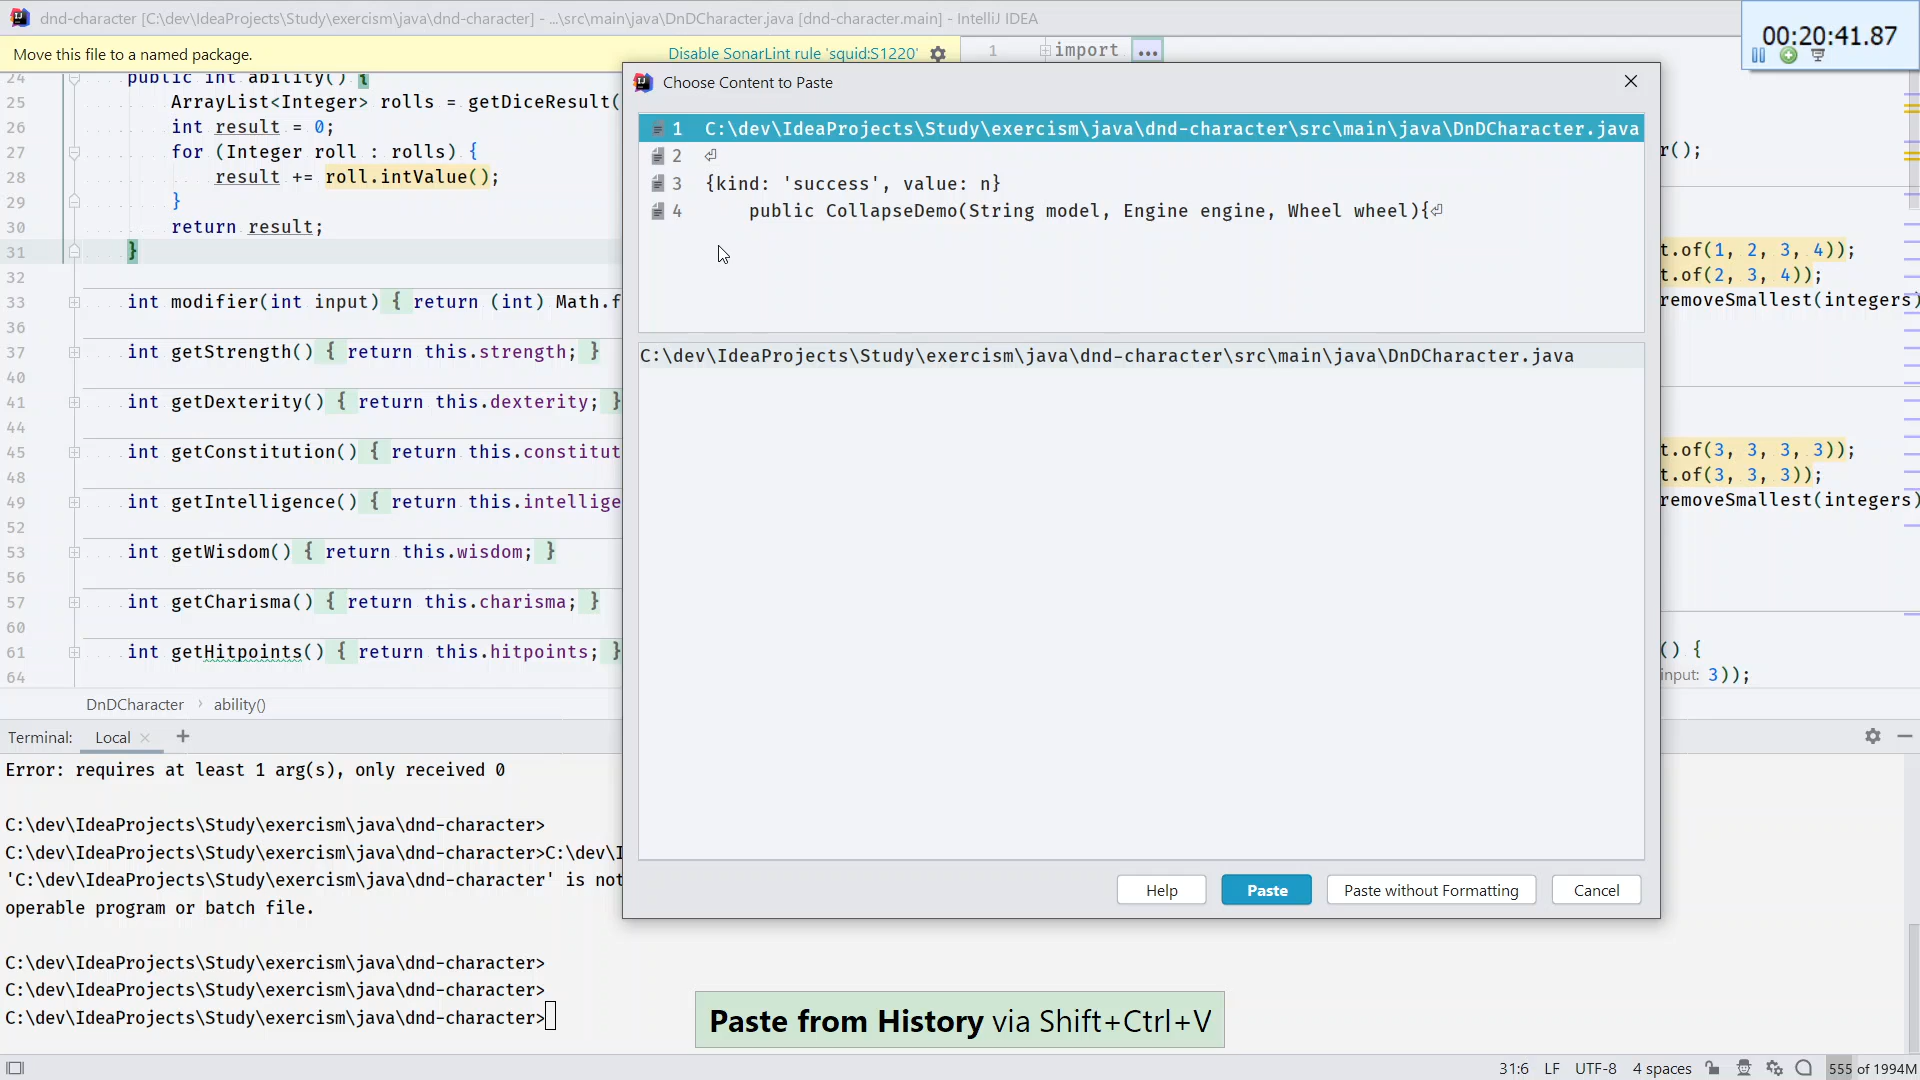 dnd-character [C:\dev\IdeaProjects\Study\exercism\java\dnd-character] - ...\src\main\java\DnDCharacter.java [dnd-character.main] - IntelliJ IDEA
00:20:41.87
Move this file to a named package.
Disable SonarLint rule 'squid:S1220'
1 import ...
24 public int ability() {
25 ArrayList<Integer> rolls = getDiceResult(
26 int result = 0;
27 for (Integer roll : rolls) {
28 result += roll.intValue();
29 }
30 return result;
31 }
32
33 int modifier(int input) { return (int) Math.f
36
37 int getStrength() { return this.strength; }
40
41 int getDexterity() { return this.dexterity; }
44
45 int getConstitution() { return this.constitut
48
49 int getIntelligence() { return this.intellige
52
53 int getWisdom() { return this.wisdom; }
56
57 int getCharisma() { return this.charisma; }
60
61 int getHitpoints() { return this.hitpoints; }
64
DnDCharacter › ability()
Choose Content to Paste
1 C:\dev\IdeaProjects\Study\exercism\java\dnd-character\src\main\java\DnDCharacter.java
2 ⏎
3 {kind: 'success', value: n}
4 public CollapseDemo(String model, Engine engine, Wheel wheel){⏎
C:\dev\IdeaProjects\Study\exercism\java\dnd-character\src\main\java\DnDCharacter.java
Help
Paste
Paste without Formatting
Cancel
r();
t.of(1, 2, 3, 4));
t.of(2, 3, 4));
removeSmallest(integers)
t.of(3, 3, 3, 3));
t.of(3, 3, 3));
removeSmallest(integers)
() {
input: 3));
Terminal: Local +
Error: requires at least 1 arg(s), only received 0
C:\dev\IdeaProjects\Study\exercism\java\dnd-character>
C:\dev\IdeaProjects\Study\exercism\java\dnd-character>C:\dev\I
'C:\dev\IdeaProjects\Study\exercism\java\dnd-character' is not
operable program or batch file.
C:\dev\IdeaProjects\Study\exercism\java\dnd-character>
C:\dev\IdeaProjects\Study\exercism\java\dnd-character>
C:\dev\IdeaProjects\Study\exercism\java\dnd-character>
Paste from History via Shift+Ctrl+V
31:6 LF UTF-8 4 spaces 555 of 1994M